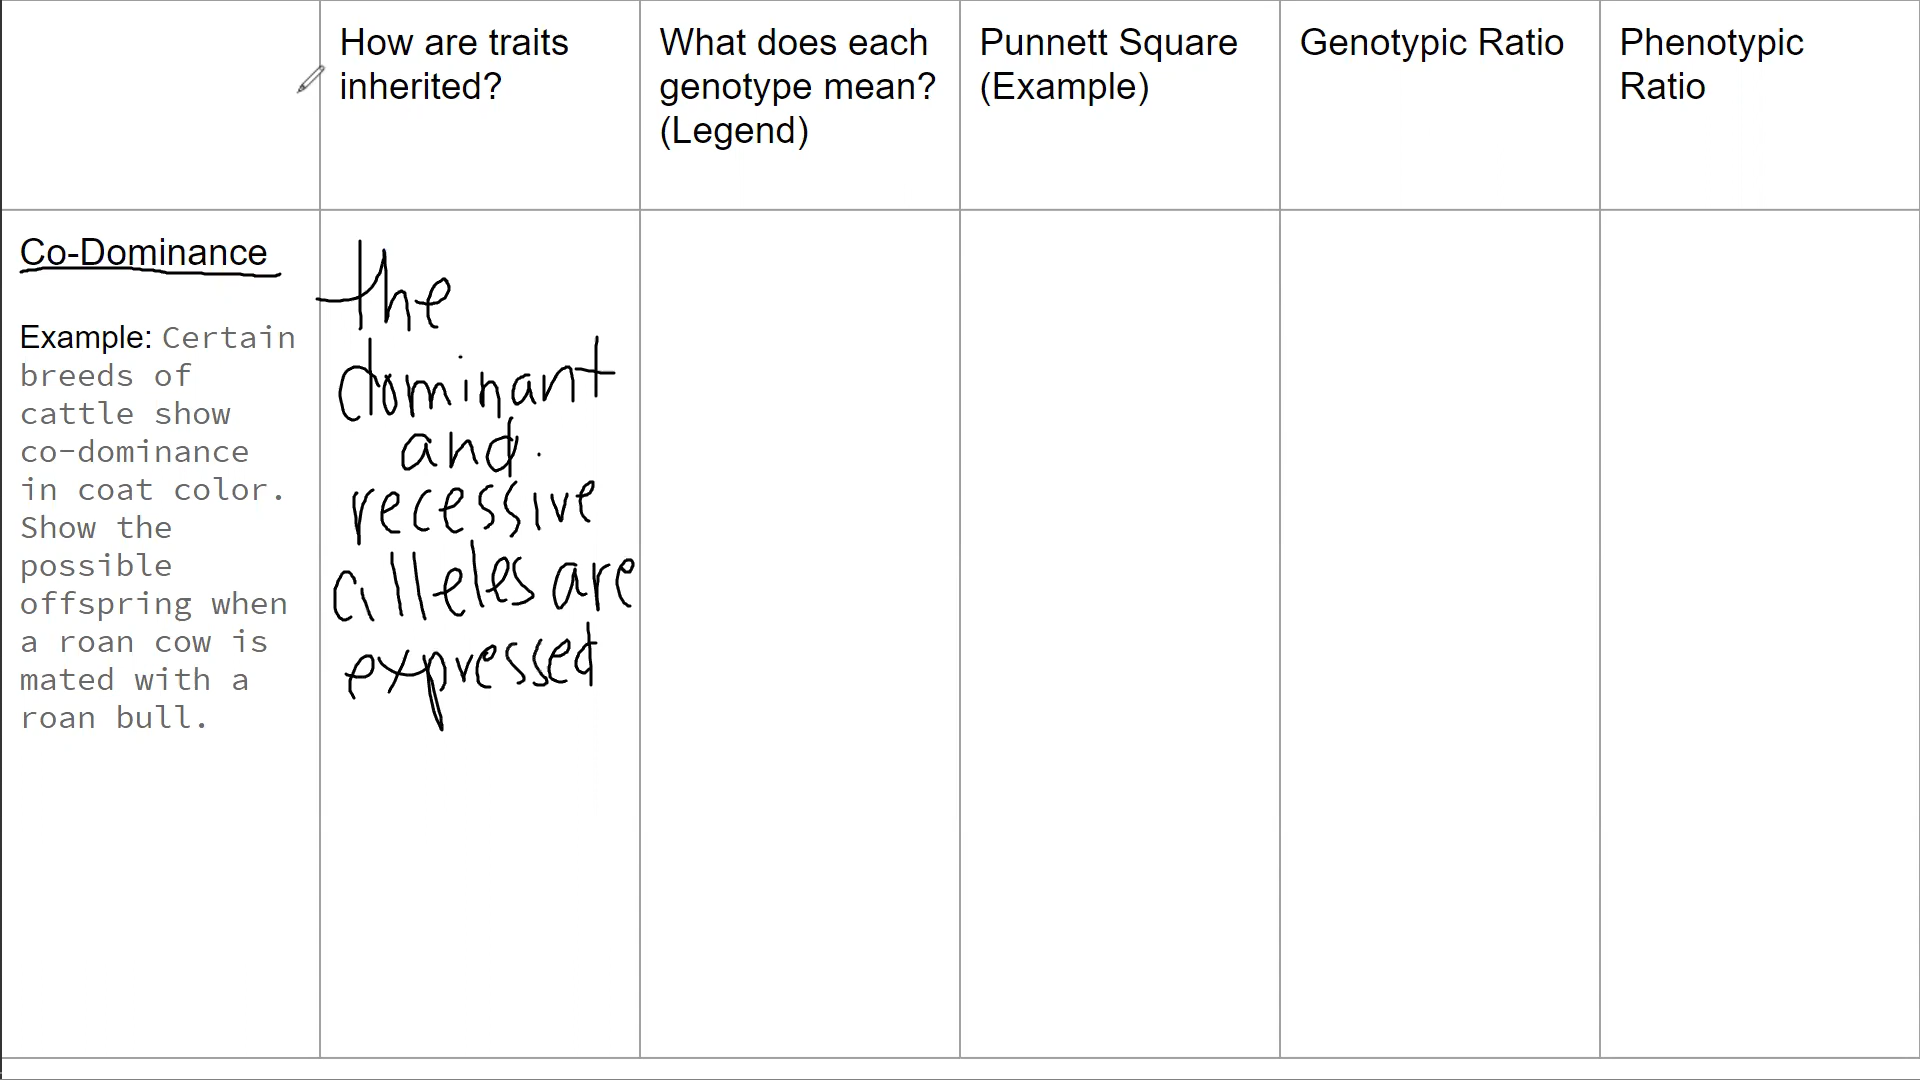 How are traits
inherited?
What does each
genotype mean?
(Legend)
Punnett Square
(Example)
Genotypic Ratio
Phenotypic
Ratio
Co-Dominance
Example: Certain
breeds of
cattle show
co-dominance
in coat color.
Show the
possible
offspring when
a roan cow is
mated with a
roan bull.
the
dominant
and
recessive
alleles are
expressed